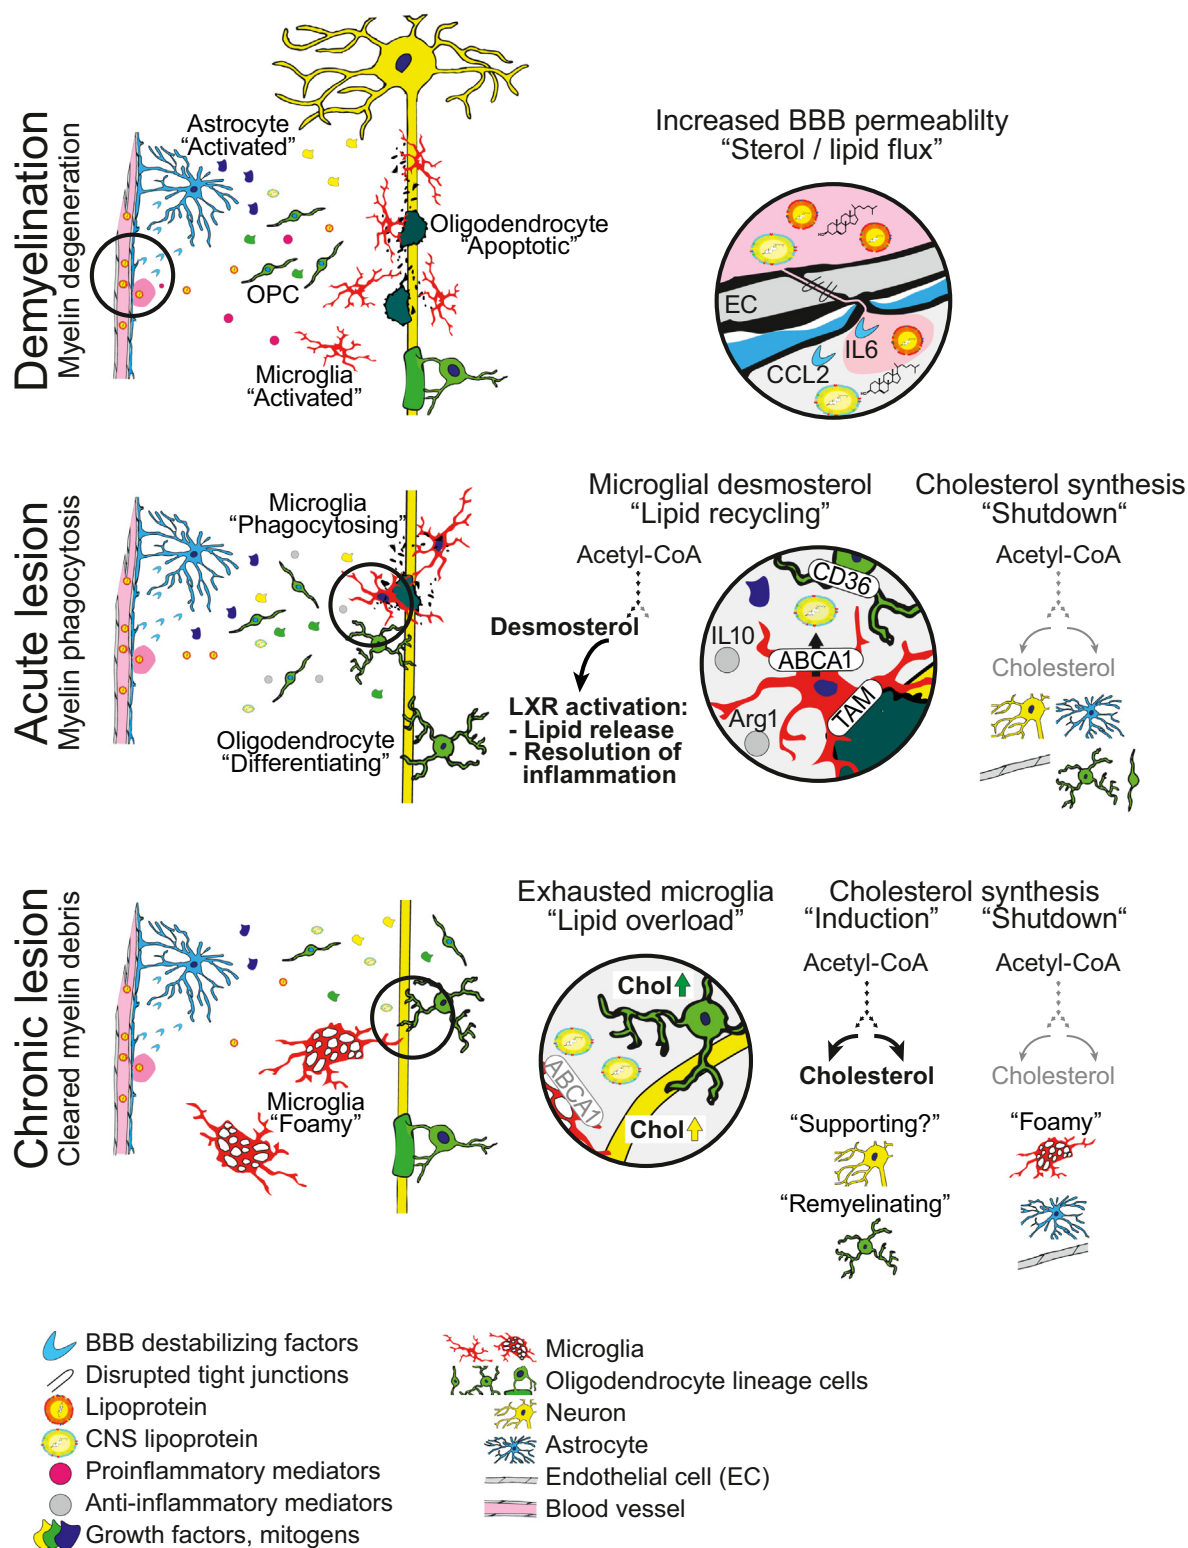 Demyelination
Myelin degeneration
Astrocyte
“Activated”
OPC
Oligodendrocyte
“Apoptotic”
Microglia
“Activated”
Increased BBB permeablilty
“Sterol / lipid flux”
EC
IL6
CCL2
Acute lesion
Myelin phagocytosis
Microglia
“Phagocytosing”
Oligodendrocyte
“Differentiating”
Microglial desmosterol
“Lipid recycling”
Acetyl-CoA
Desmosterol
LXR activation:
- Lipid release
- Resolution of
inflammation
CD36
IL10
ABCA1
TAM
Arg1
Cholesterol synthesis
“Shutdown“
Acetyl-CoA
Cholesterol
Chronic lesion
Cleared myelin debris
Microglia
“Foamy”
Exhausted microglia
“Lipid overload”
Chol
ABCA1
Chol
Cholesterol synthesis
“Induction” “Shutdown“
Acetyl-CoA Acetyl-CoA
Cholesterol Cholesterol
“Supporting?” “Foamy”
“Remyelinating”
BBB destabilizing factors
Disrupted tight junctions
Lipoprotein
CNS lipoprotein
Proinflammatory mediators
Anti-inflammatory mediators
Growth factors, mitogens
Microglia
Oligodendrocyte lineage cells
Neuron
Astrocyte
Endothelial cell (EC)
Blood vessel